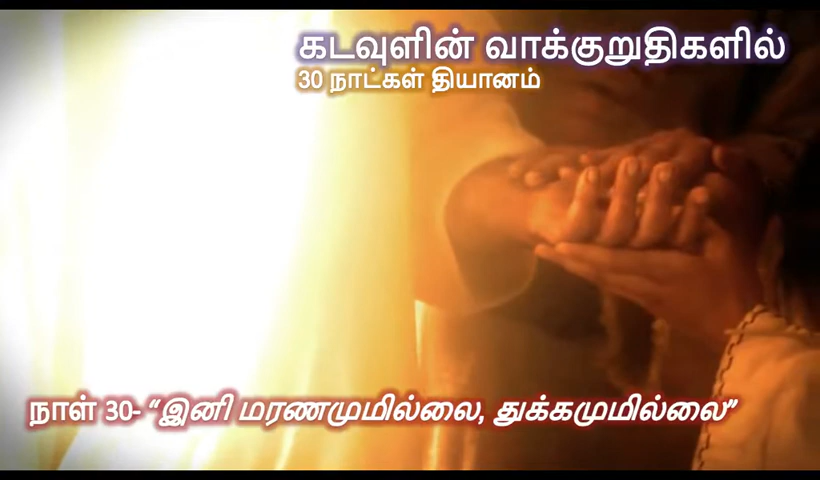 கடவுளின் வாக்குறுதிகளில்
30 நாட்கள் தியானம்
நாள் 30- “இனி மரணமுமில்லை, துக்கமுமில்லை”